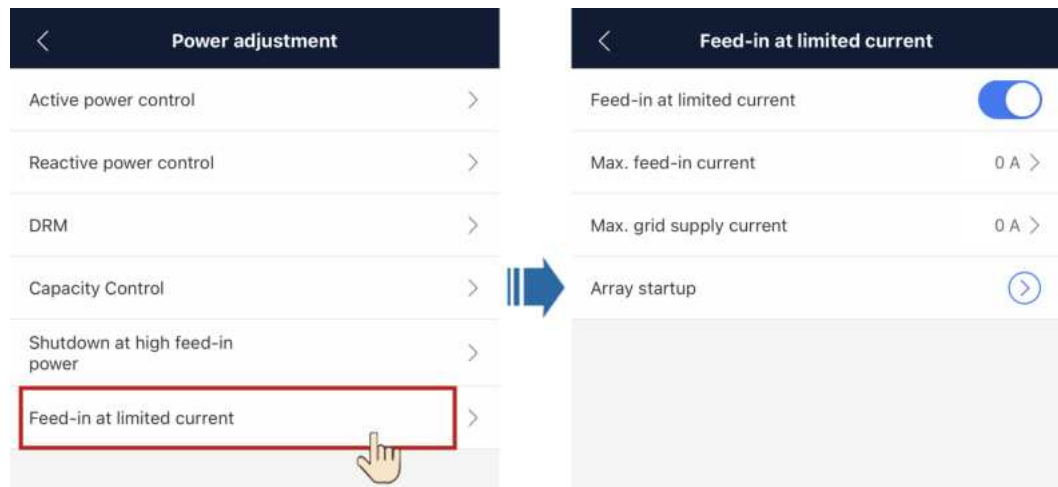 Power adjustment
Active power control
Reactive power control
DRM
Capacity Control
Shutdown at high feed-in
power
Feed-in at limited current
Feed-in at limited current
Feed-in at limited current
Max. feed-in current
0 A
Max. grid supply current
0 A
Array startup